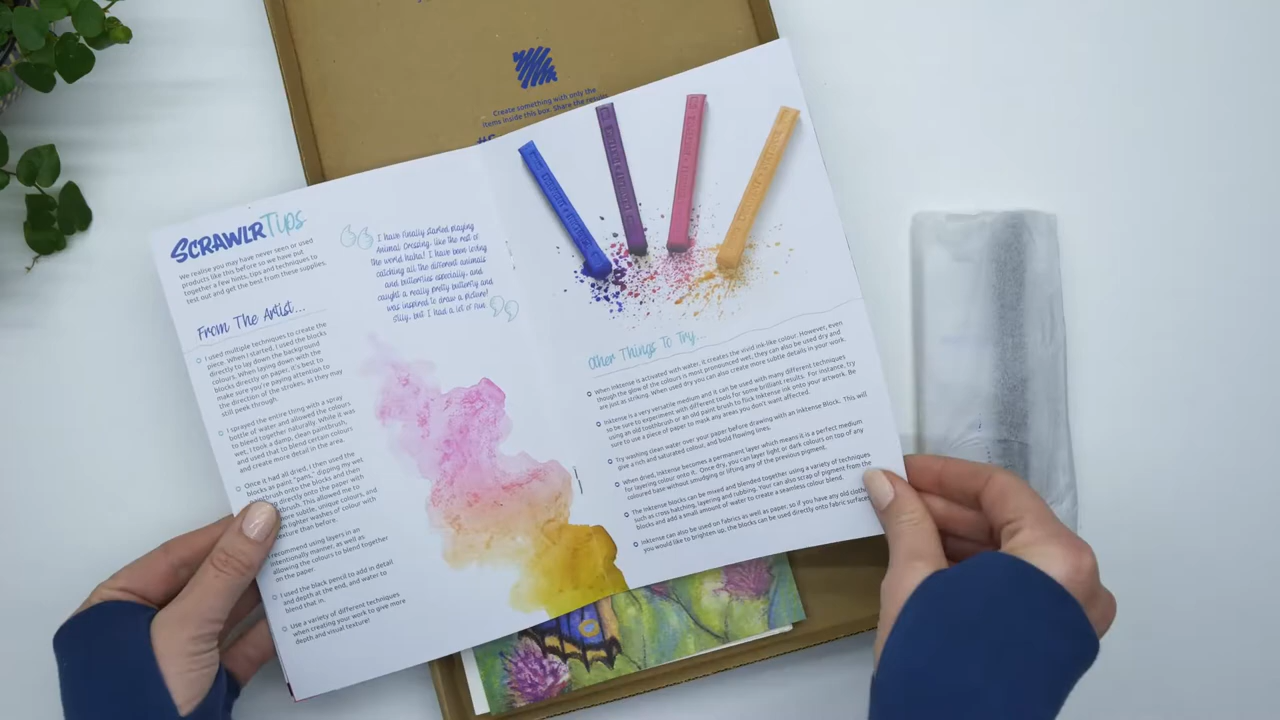 Create something with only the
items inside this box. Share the results
SCRAWLRTips
We realise you may have never seen or used
products like this before so we have put
together a few hints, tips and techniques to
test out and get the best from these supplies.
From The Artist...
I used multiple techniques to create the
piece. When I started, I used the blocks
directly to lay down the background
colours. When laying down with the
blocks directly on paper, it's best to
make sure you're paying attention to
the direction of the strokes, as they may
still peek through.
I sprayed the entire thing with a spray
bottle of water and allowed the colours
to blend together naturally. While it was
wet, I took a damp, clean paintbrush,
and used that to blend certain colours
and create more detail in the area.
Once it had dried, I then used the
blocks as paint "pans," dipping my wet
paintbrush onto the blocks and then
directly onto the paper with
brush. This allowed me to
more subtle, unique colours, and
lighter washes of colour with
texture than before.
I recommend using layers in an
intentionally manner, as well as
allowing the colours to blend together
on the paper.
I used the black pencil to add in detail
and depth at the end, and water to
blend that in.
Use a variety of different techniques
when creating your work to give more
depth and visual texture!
I have finally started playing
Animal Crossing, like the rest of
the world haha! I have been loving
catching all the different animals
and butterflies especially, and
caught a really pretty butterfly and
was inspired to draw a picture!
Silly, but I had a lot of fun.
Other Things To Try...
When Inktense is activated with water, it creates the vivid ink-like colour. However, even
though the glow of the colours is most pronounced wet, they can also be used dry and
are just as striking. When used dry you can also create more subtle details in your work.
Inktense is a very versatile medium and it can be used with many different techniques
so be sure to experiment with different tools for some brilliant results. For instance, try
using an old toothbrush or an old paint brush to flick Inktense ink onto your artwork. Be
sure to use a piece of paper to mask any areas you don't want affected.
Try washing clean water over your paper before drawing with an Inktense Block. This will
give a rich and saturated colour, and bold flowing lines.
When dried, Inktense becomes a permanent layer which means it is a perfect medium
for layering colour onto it. Once dry, you can layer light or dark colours on top of any
coloured base without smudging or lifting any of the previous pigment.
The Inktense blocks can be mixed and blended together using a variety of techniques
such as cross hatching, layering and rubbing. You can also scrap of pigment from the
blocks and add a small amount of water to create a seamless colour blend.
Inktense can also be used on fabrics as well as paper, so if you have any old clothes
you would like to brighten up, the blocks can be used directly onto fabric surfaces